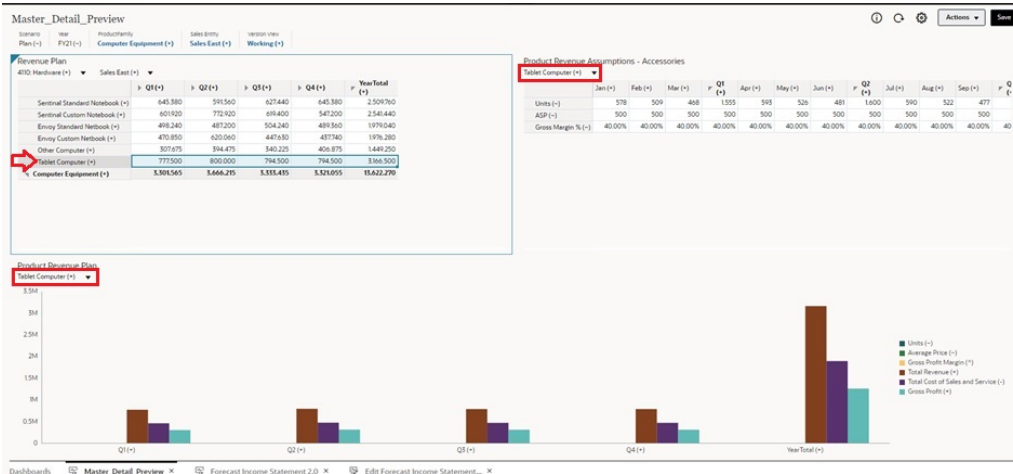 Master_Detail_Preview
Actions Save
Scenario Year ProductFamily Sales Entity Version View
Plan (~) FY21 (~) Computer Equipment (+) Sales East (+) Working (+)
Revenue Plan
4110: Hardware (+) Sales East (+)
Q1(+) Q2 (+) Q3 (+) Q4 (+) YearTotal (+)
Sentinal Standard Notebook (+) 645,380 591,560 627,440 645,380 2,509,760
Sentinal Custom Notebook (+) 601,920 772,920 619,400 547,200 2,541,440
Envoy Standard Netbook (+) 498,240 487,200 504,240 489,360 1,979,040
Envoy Custom Netbook (+) 470,850 620,060 447,630 437,740 1,976,280
Other Computer (+) 307,675 394,475 340,225 406,875 1,449,250
Tablet Computer (+) 777,500 800,000 794,500 794,500 3,166,500
Computer Equipment (+) 3,301,565 3,666,215 3,333,435 3,321,055 13,622,270
Product Revenue Assumptions - Accessories
Tablet Computer (+)
Jan (+) Feb (+) Mar (+) Q1 (+) Apr (+) May (+) Jun (+) Q2 (+) Jul (+) Aug (+) Sep (+)
Units (~) 578 509 468 1,555 593 526 481 1,600 590 522 477
ASP (~) 500 500 500 500 500 500 500 500 500 500 500
Gross Margin % (~) 40.00% 40.00% 40.00% 40.00% 40.00% 40.00% 40.00% 40.00% 40.00% 40.00% 40.00% 40
Product Revenue Plan
Tablet Computer (+)
3.5M
3M
2.5M
2M
1.5M
1M
0.5M
0
Q1 (+) Q2 (+) Q3 (+) Q4 (+) YearTotal (+)
Units (~)
Average Price (~)
Gross Profit Margin (^)
Total Revenue (+)
Total Cost of Sales and Service (-)
Gross Profit (+)
Dashboards Master_Detail_Preview × Forecast Income Statement 2.0 × Edit Forecast Income Statement... ×